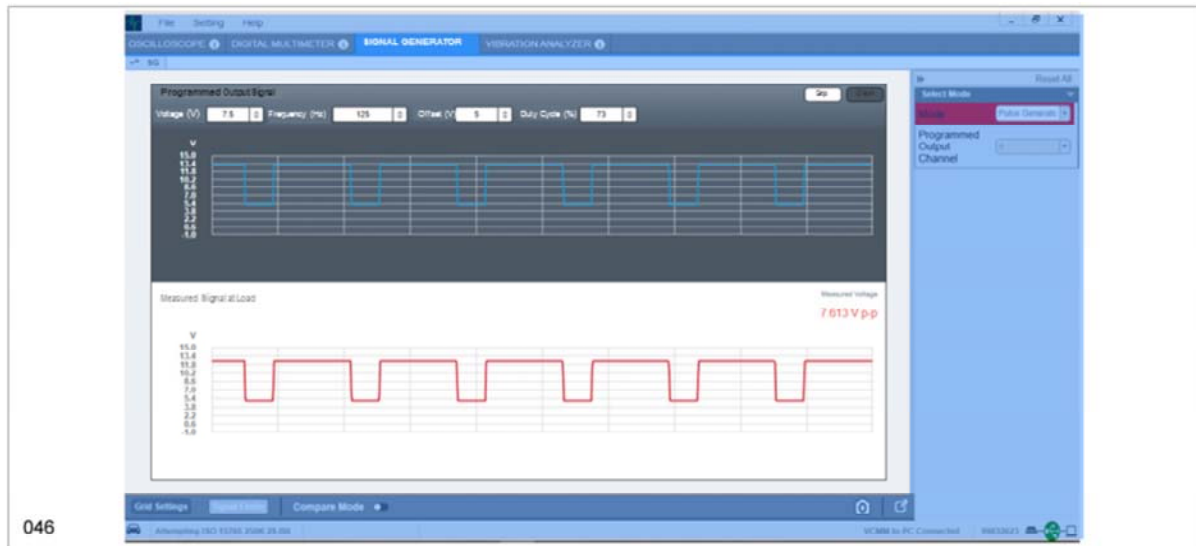 File Setting Help
OSCILLOSCOPE DIGITAL MULTIMETER SIGNAL GENERATOR VIBRATION ANALYZER
SG
Reset All
Programmed Output Signal
Stop
Select Mode
Voltage (V) 7.5 Frequency (Hz) 125 Offset (V) 5 Duty Cycle (%) 73
Mode Pulse Generato
Programmed
Output
Channel
V
15.0
13.4
11.8
10.2
8.6
7.0
5.4
3.8
2.2
0.6
-1.0
Measured Signal at Load
Measured Voltage
7.613 V p-p
V
15.0
13.4
11.8
10.2
8.6
7.0
5.4
3.8
2.2
0.6
-1.0
Grid Settings Compare Mode
046
VCMM to PC Connected